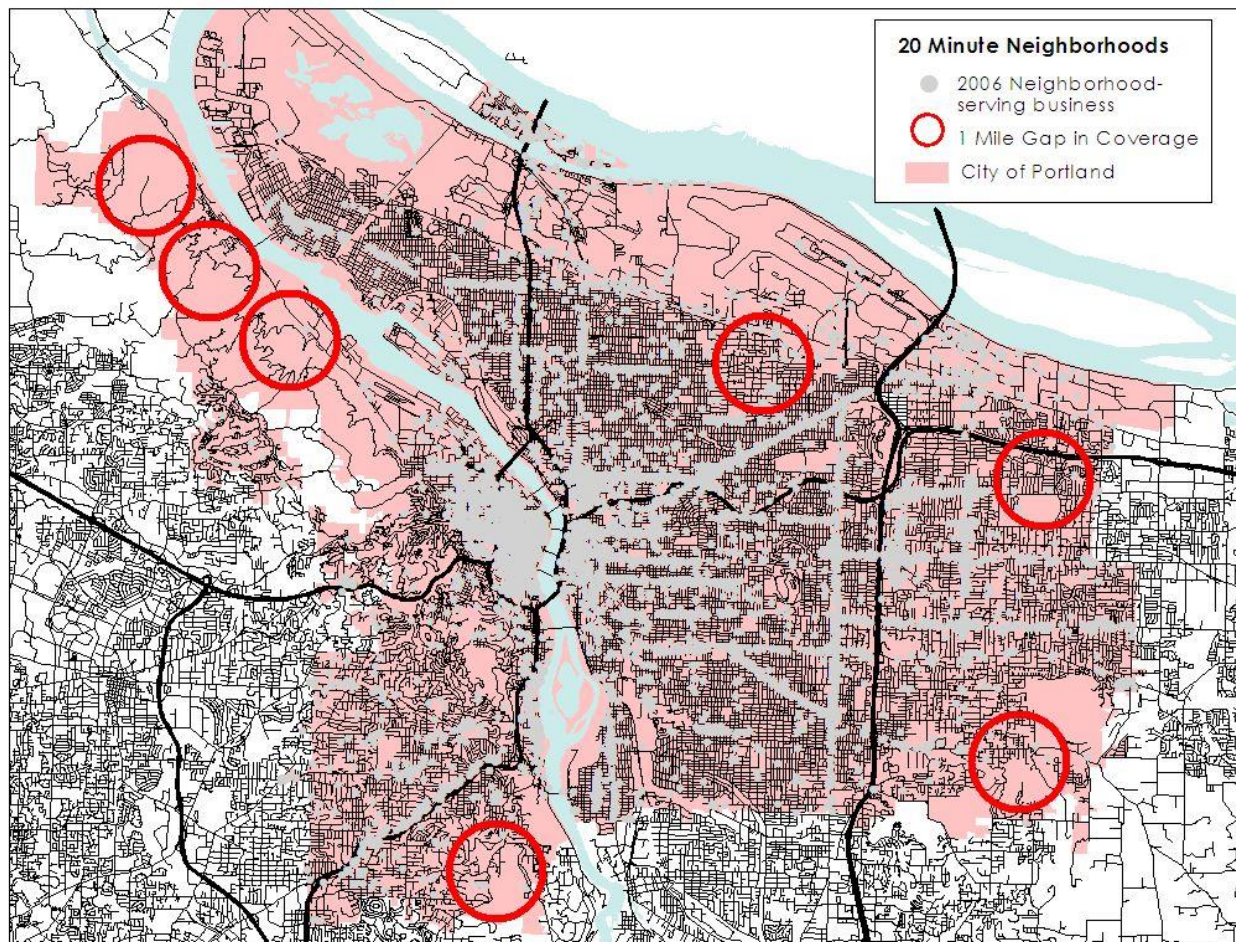 20 Minute Neighborhoods
2006 Neighborhood-
serving business
1 Mile Gap in Coverage
City of Portland